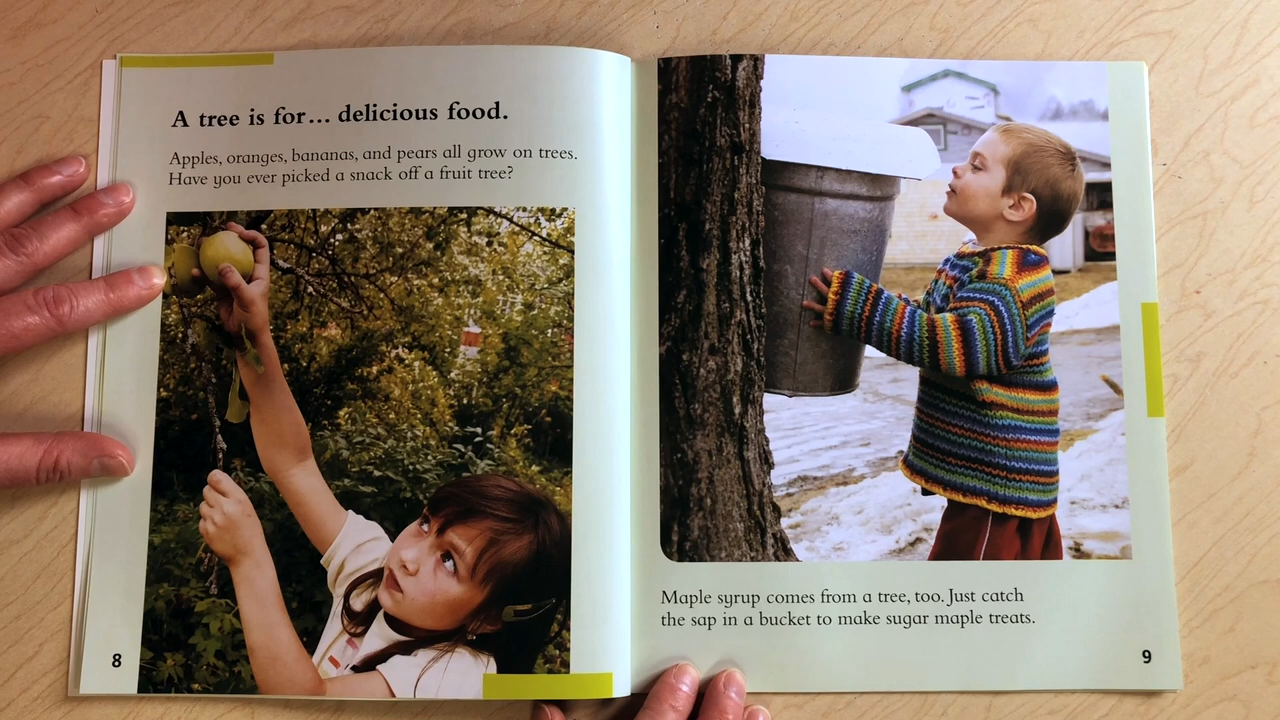 A tree is for... delicious food.
Apples, oranges, bananas, and pears all grow on trees.
Have you ever picked a snack off a fruit tree?
8
Maple syrup comes from a tree, too. Just catch
the sap in a bucket to make sugar maple treats.
9